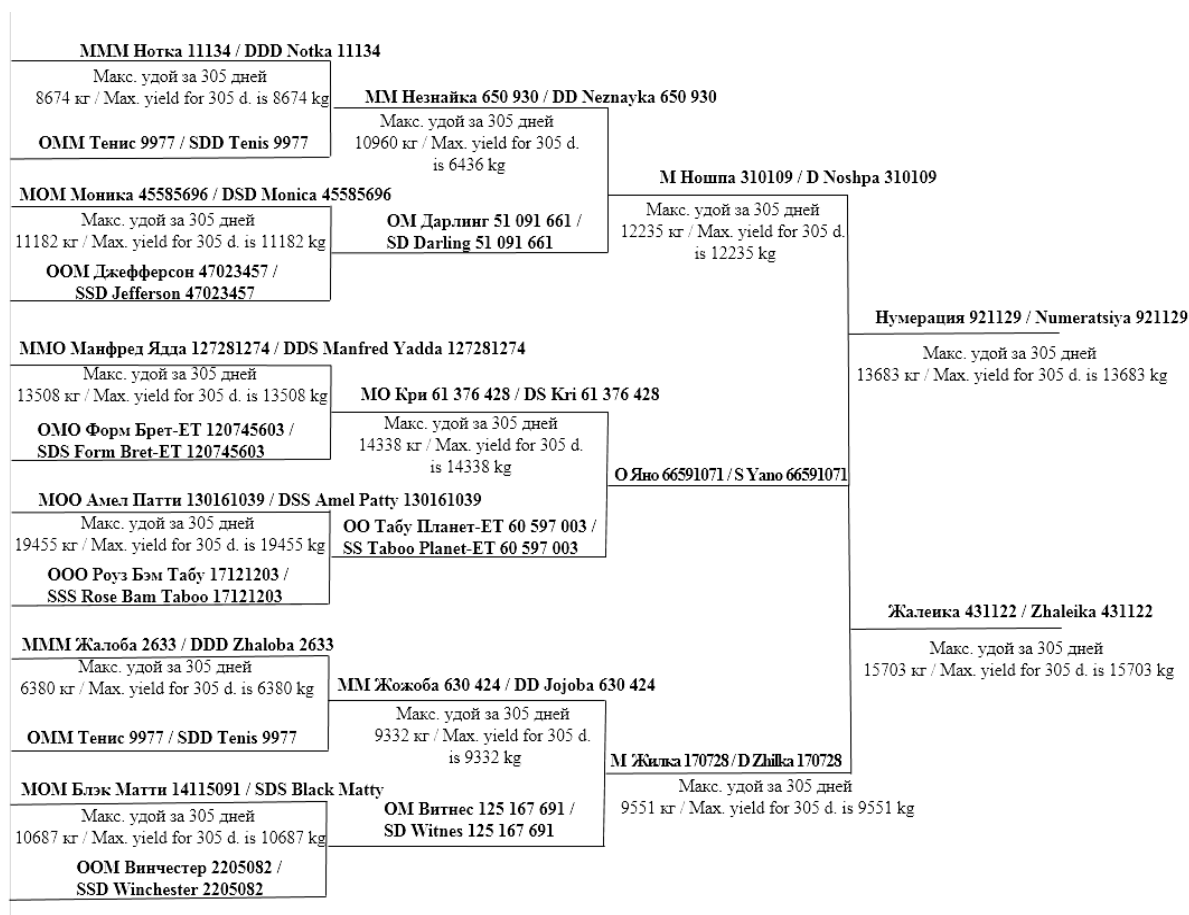 МММ Нотка 11134 / DDD Notka 11134
Макс. удой за 305 дней
8674 кг / Max. yield for 305 d. is 8674 kg
ОММ Тенис 9977 / SDD Tenis 9977
ММ Незнайка 650 930 / DD Neznayka 650 930
Макс. удой за 305 дней
10960 кг / Max. yield for 305 d.
is 6436 kg
МОМ Моника 45585696 / DSD Monica 45585696
Макс. удой за 305 дней
11182 кг / Max. yield for 305 d. is 11182 kg
ООМ Джефферсон 47023457 /
SSD Jefferson 47023457
ОМ Дарлинг 51 091 661 /
SD Darling 51 091 661
М Ношпа 310109 / D Noshpa 310109
Макс. удой за 305 дней
12235 кг / Max. yield for 305 d.
is 12235 kg
Нумерация 921129 / Numeratsiya 921129
Макс. удой за 305 дней
13683 кг / Max. yield for 305 d. is 13683 kg
ММО Манфред Ядда 127281274 / DDS Manfred Yadda 127281274
Макс. удой за 305 дней
13508 кг / Max. yield for 305 d. is 13508 kg
ОМО Форм Брет-ЕТ 120745603 /
SDS Form Bret-ET 120745603
МО Кри 61 376 428 / DS Kri 61 376 428
Макс. удой за 305 дней
14338 кг / Max. yield for 305 d.
is 14338 kg
О Яно 66591071 / S Yano 66591071
МОО Амел Патти 130161039 / DSS Amel Patty 130161039
Макс. удой за 305 дней
19455 кг / Max. yield for 305 d. is 19455 kg
ООО Роуз Бэм Табу 17121203 /
SSS Rose Bam Taboo 17121203
ОО Табу Планет-ЕТ 60 597 003 /
SS Taboo Planet-ET 60 597 003
Жалеика 431122 / Zhaleika 431122
Макс. удой за 305 дней
15703 кг / Max. yield for 305 d. is 15703 kg
МММ Жалоба 2633 / DDD Zhaloba 2633
Макс. удой за 305 дней
6380 кг / Max. yield for 305 d. is 6380 kg
ОММ Тенис 9977 / SDD Tenis 9977
ММ Жожоба 630 424 / DD Jojoba 630 424
Макс. удой за 305 дней
9332 кг / Max. yield for 305 d.
is 9332 kg
М Жилка 170728 / D Zhilka 170728
Макс. удой за 305 дней
9551 кг / Max. yield for 305 d. is 9551 kg
МОМ Блэк Матти 14115091 / SDS Black Matty
Макс. удой за 305 дней
10687 кг / Max. yield for 305 d. is 10687 kg
ООМ Винчестер 2205082 /
SSD Winchester 2205082
ОМ Витнес 125 167 691 /
SD Witnes 125 167 691